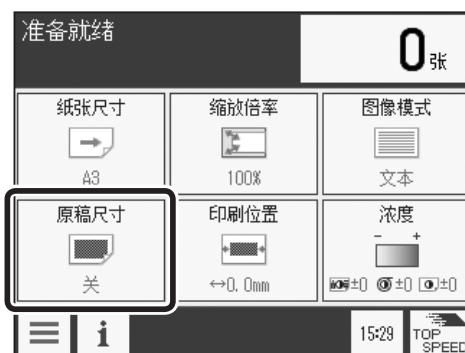 准备就绪
0张
纸张尺寸
缩放倍率
图像模式
A3
100%
文本
原稿尺寸
印刷位置
浓度
- +
关
↔0.0mm
±0 ±0 ±0
i
15:29
TOP SPEED